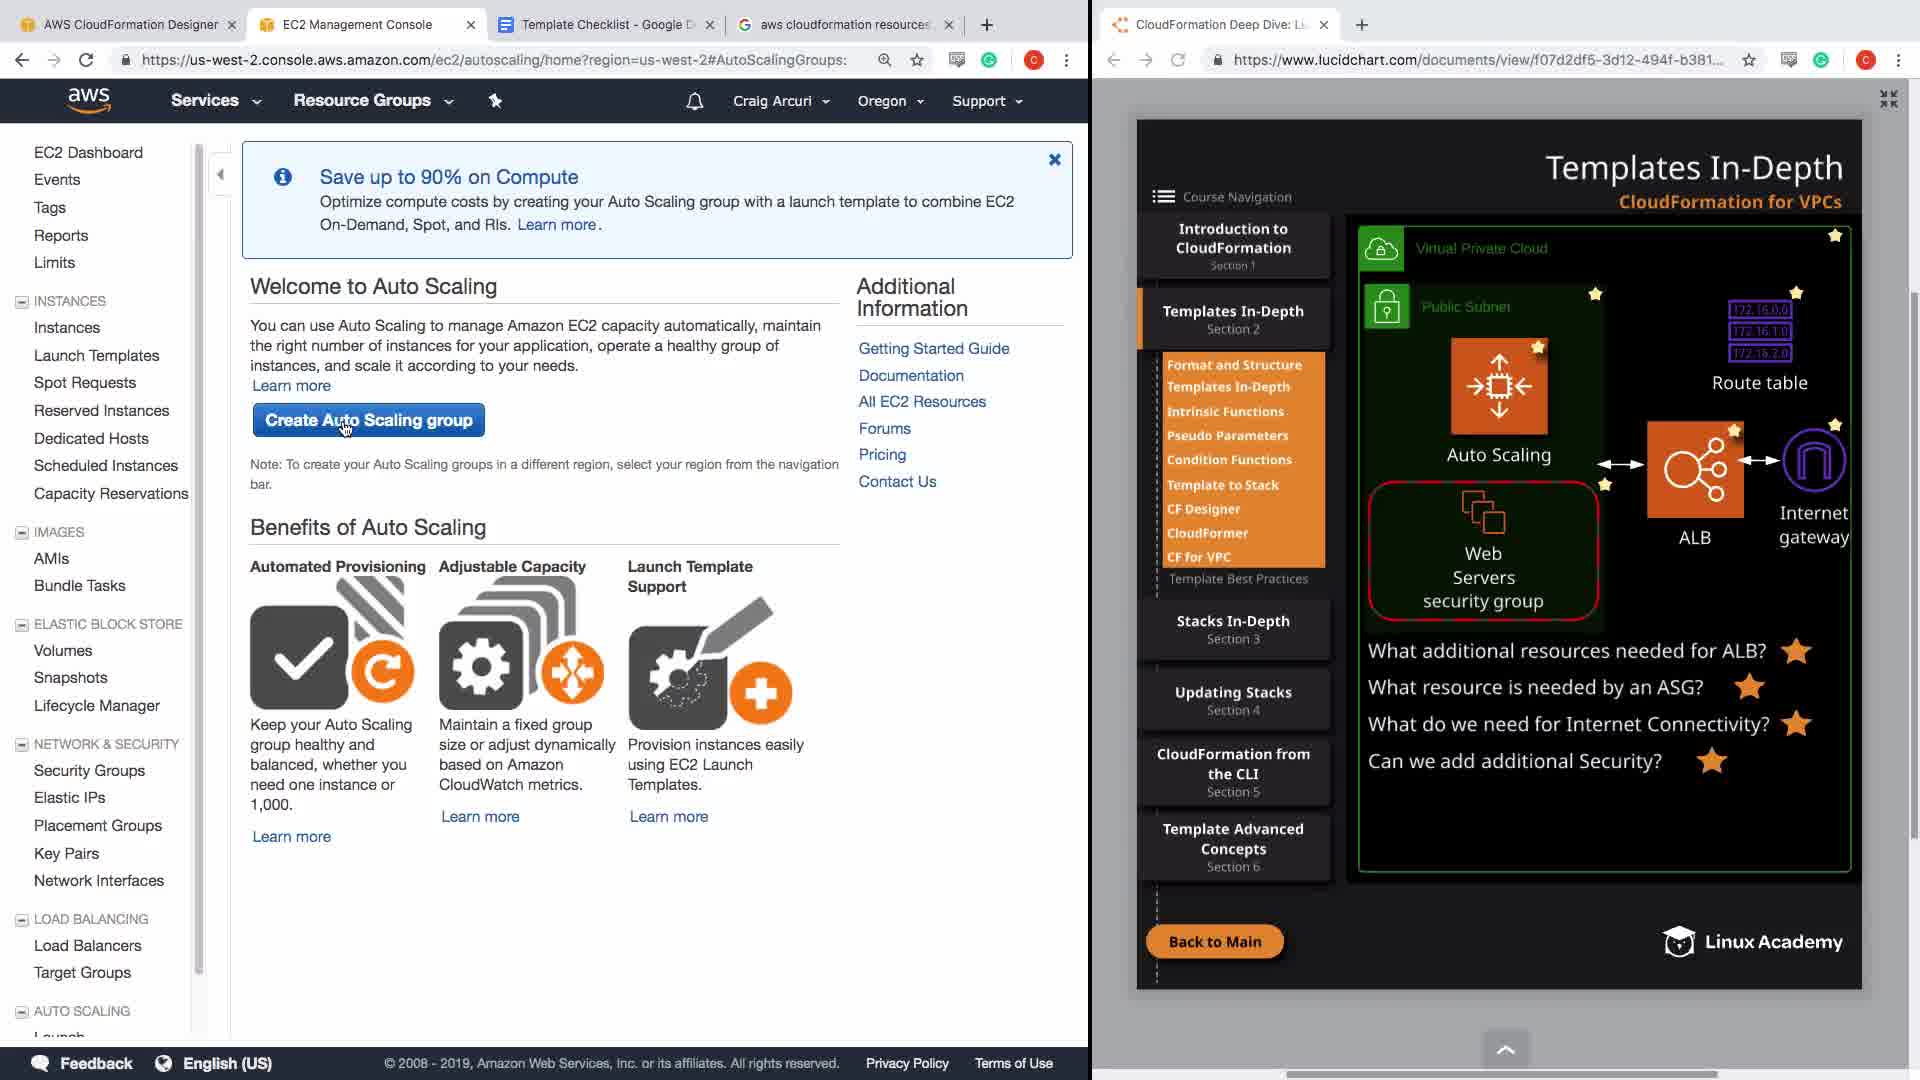 AWS CloudFormation Designer
EC2 Management Console
Template Checklist - Google D
aws cloudformation resources
CloudFormation Deep Dive: Lu
https://us-west-2.console.aws.amazon.com/ec2/autoscaling/home?region=us-west-2#AutoScalingGroups:
C
https://www.lucidchart.com/documents/view/f07d2df5-3d12-494f-b381...
C
aws
Services
Resource Groups
Craig Arcuri
Oregon
Support
EC2 Dashboard
Events
Tags
Reports
Limits
INSTANCES
Instances
Launch Templates
Spot Requests
Reserved Instances
Dedicated Hosts
Scheduled Instances
Capacity Reservations
IMAGES
AMIs
Bundle Tasks
ELASTIC BLOCK STORE
Volumes
Snapshots
Lifecycle Manager
NETWORK & SECURITY
Security Groups
Elastic IPs
Placement Groups
Key Pairs
Network Interfaces
LOAD BALANCING
Load Balancers
Target Groups
AUTO SCALING
Launch
Save up to 90% on Compute
Optimize compute costs by creating your Auto Scaling group with a launch template to combine EC2
On-Demand, Spot, and RIs. Learn more.
Welcome to Auto Scaling
You can use Auto Scaling to manage Amazon EC2 capacity automatically, maintain
the right number of instances for your application, operate a healthy group of
instances, and scale it according to your needs.
Learn more
Create Auto Scaling group
Note: To create your Auto Scaling groups in a different region, select your region from the navigation
bar.
Additional
Information
Getting Started Guide
Documentation
All EC2 Resources
Forums
Pricing
Contact Us
Benefits of Auto Scaling
Automated Provisioning
Keep your Auto Scaling
group healthy and
balanced, whether you
need one instance or
1,000.
Learn more
Adjustable Capacity
Maintain a fixed group
size or adjust dynamically
based on Amazon
CloudWatch metrics.
Learn more
Launch Template
Support
Provision instances easily
using EC2 Launch
Templates.
Learn more
Feedback
English (US)
© 2008 - 2019, Amazon Web Services, Inc. or its affiliates. All rights reserved.
Privacy Policy
Terms of Use
Templates In-Depth
CloudFormation for VPCs
Course Navigation
Introduction to
CloudFormation
Section 1
Templates In-Depth
Section 2
Format and Structure
Templates In-Depth
Intrinsic Functions
Pseudo Parameters
Condition Functions
Template to Stack
CF Designer
CloudFormer
CF for VPC
Template Best Practices
Stacks In-Depth
Section 3
Updating Stacks
Section 4
CloudFormation from
the CLI
Section 5
Template Advanced
Concepts
Section 6
Back to Main
Virtual Private Cloud
Public Subnet
Auto Scaling
Web
Servers
security group
172.16.0.0
172.16.1.0
172.16.2.0
Route table
ALB
Internet
gateway
What additional resources needed for ALB?
What resource is needed by an ASG?
What do we need for Internet Connectivity?
Can we add additional Security?
Linux Academy